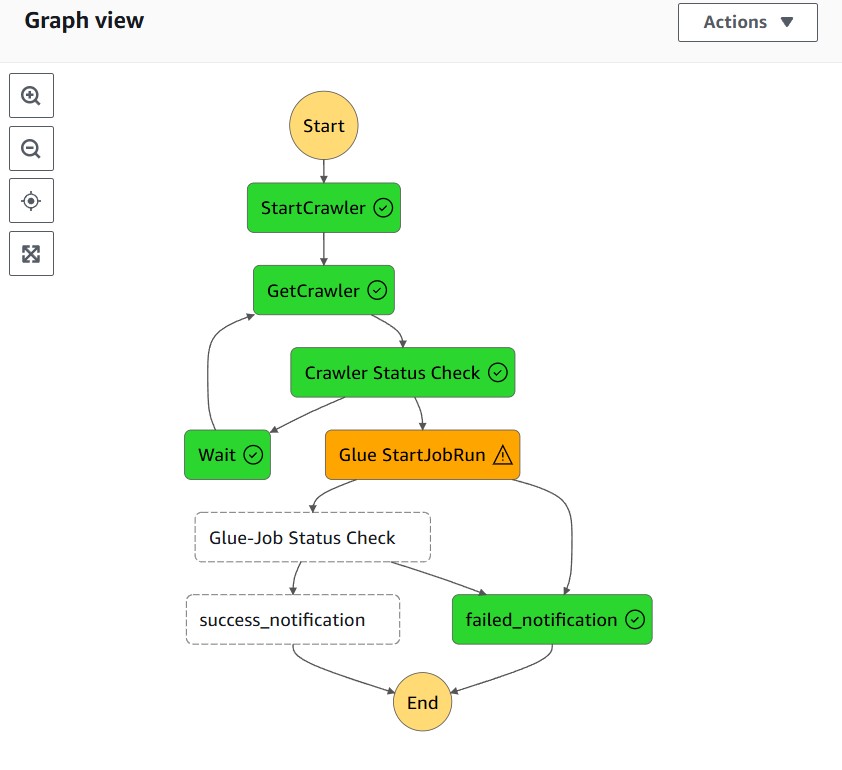 Graph view
Actions
Start
StartCrawler
GetCrawler
Crawler Status Check
Wait
Glue StartJobRun
Glue-Job Status Check
success_notification
failed_notification
End